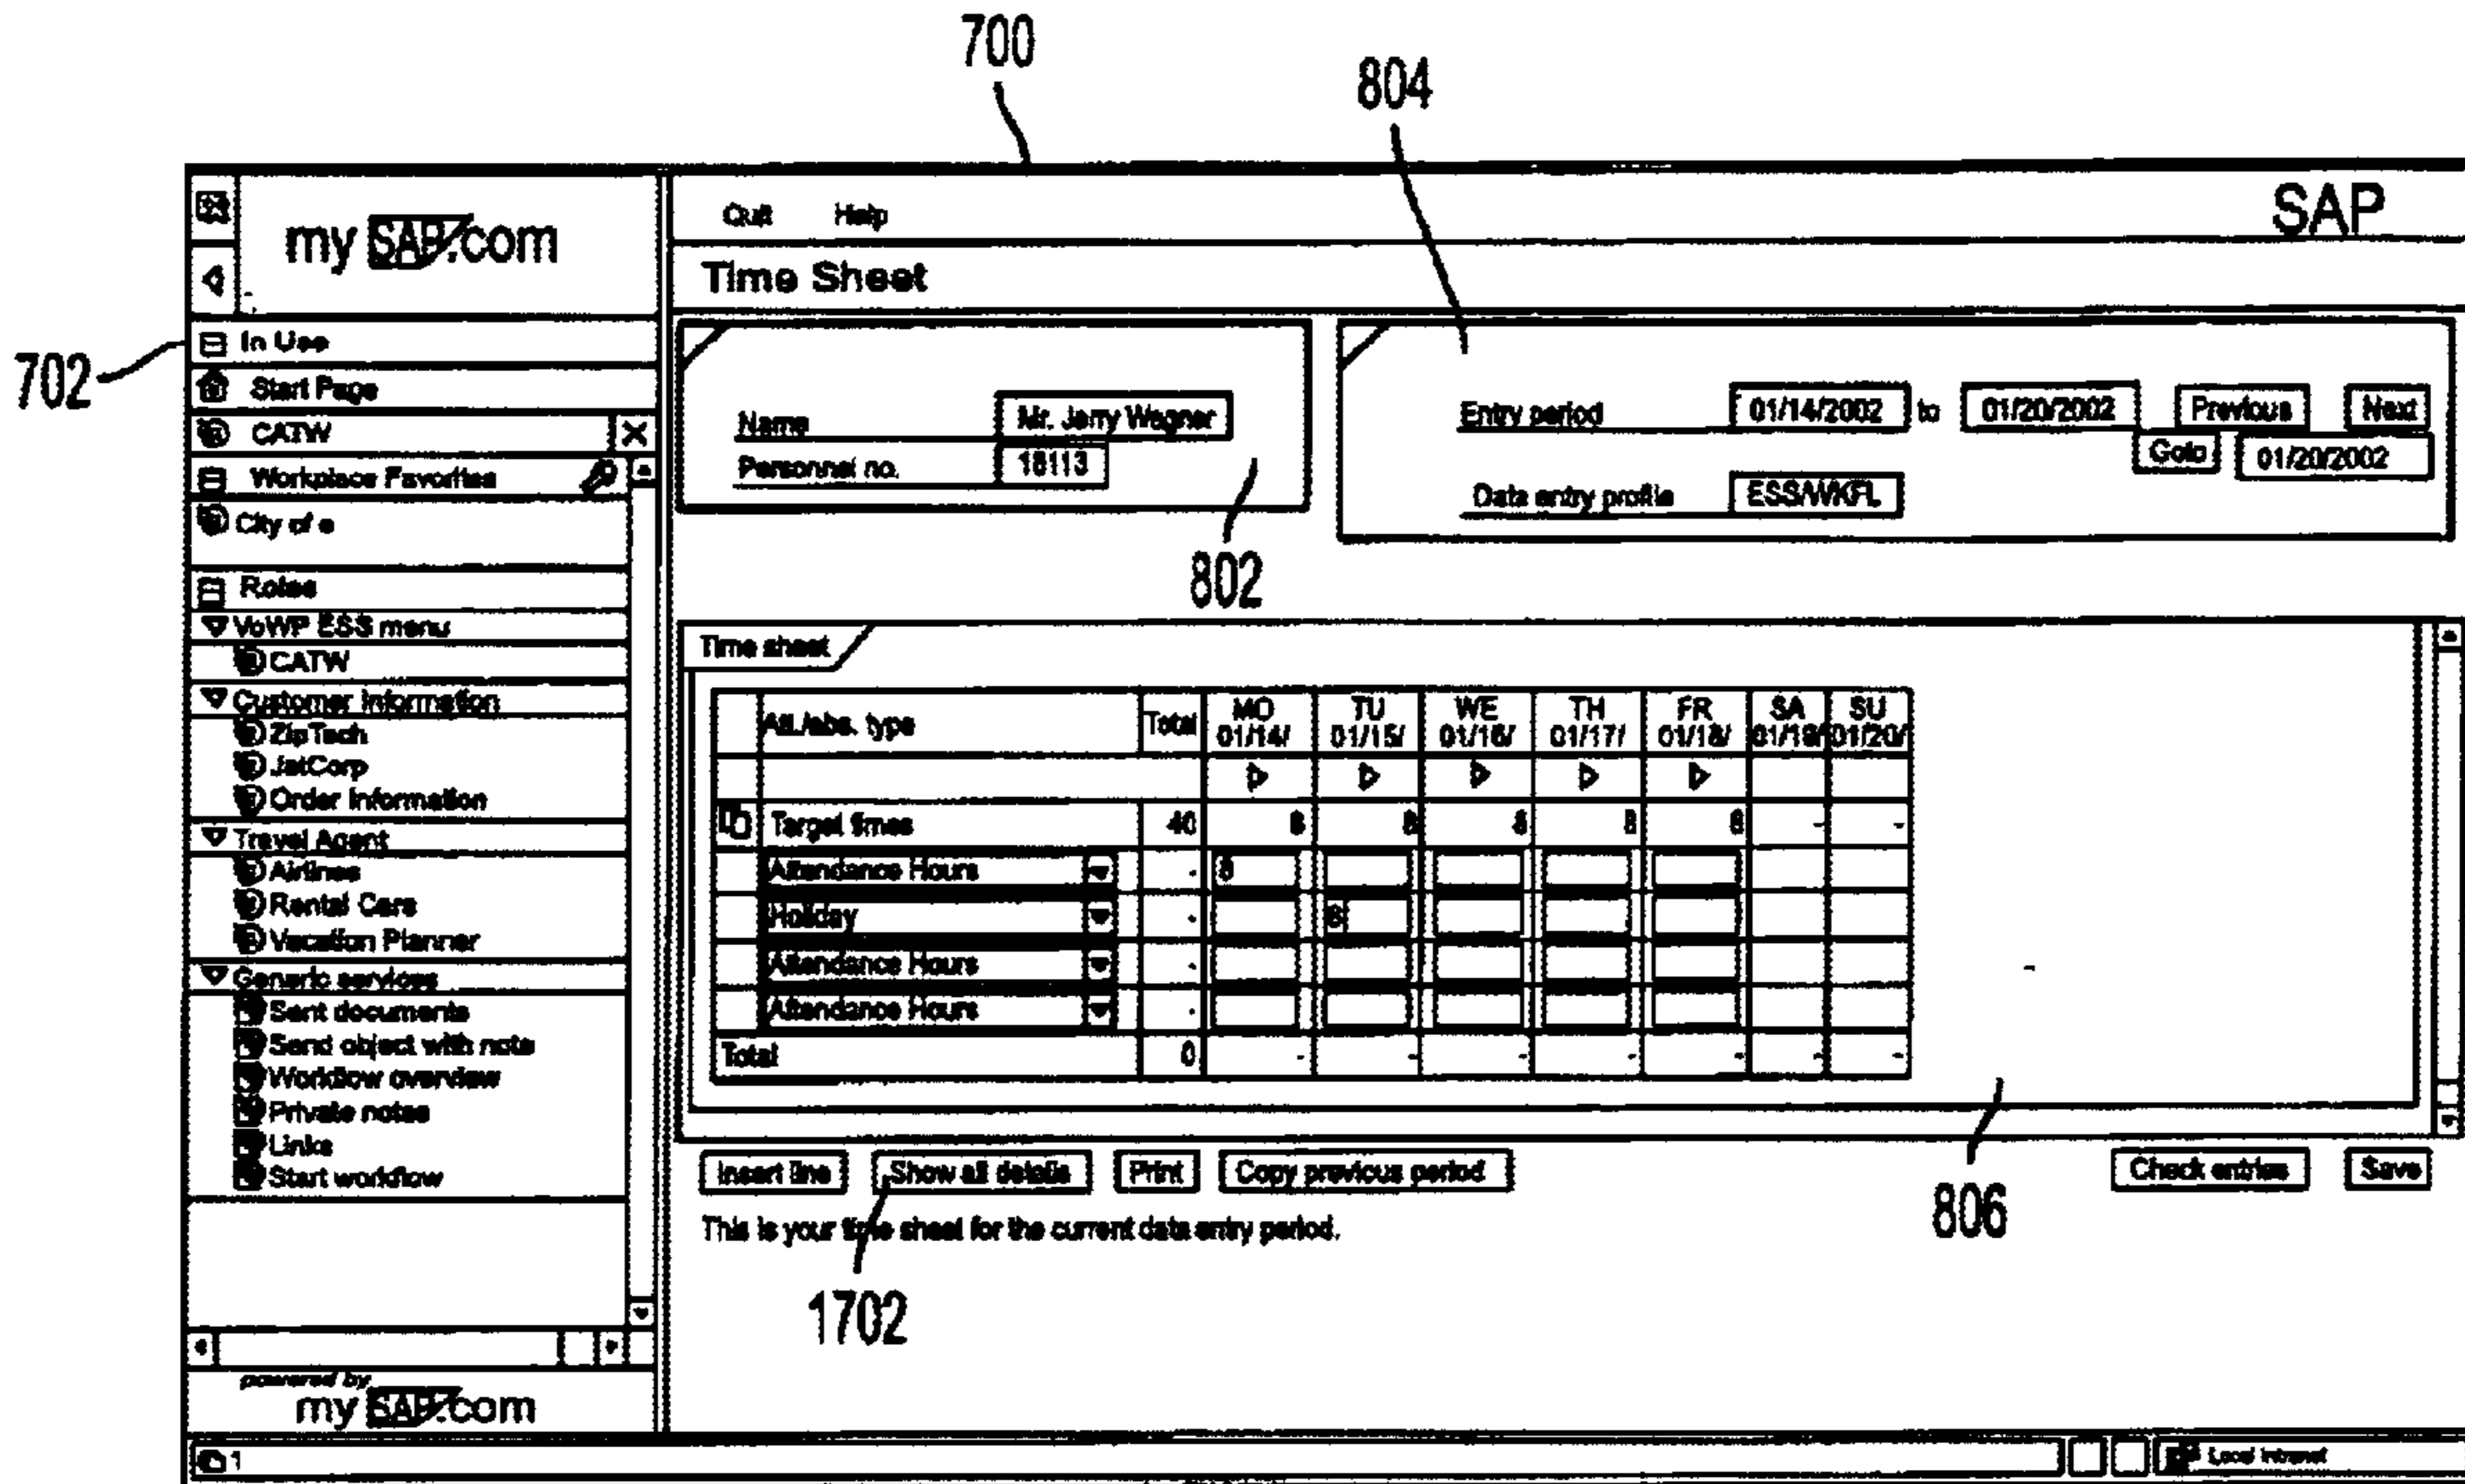 700
804
702
my SAP.com
Quit Help
SAP
Time Sheet
In Use
Start Page
CATW
Workplace Favorites
City of e
Roles
VoWP ESS menu
CATW
Customer Information
ZipTech
JetCorp
Order Information
Travel Agent
Airlines
Rental Cars
Vacation Planner
Generic services
Sent documents
Send object with note
Workflow overview
Private notes
Links
Start workflow
powered by
my SAP.com
Name Mr. Jerry Wagner
Personnel no. 18113
802
Entry period 01/14/2002 to 01/20/2002 Previous Next
Goto 01/20/2002
Data entry profile ESS/WKFL
Time sheet
Att./abs. type Total MO 01/14/ TU 01/15/ WE 01/16/ TH 01/17/ FR 01/18/ SA 01/19/ SU 01/20/
Target times 40 8 8 8 8 8 - -
Attendance Hours - 8
Holiday - 8
Attendance Hours -
Attendance Hours -
Total 0 - - - - - - -
Insert line Show all details Print Copy previous period Check entries Save
806
This is your time sheet for the current data entry period.
1702
1
Local intranet